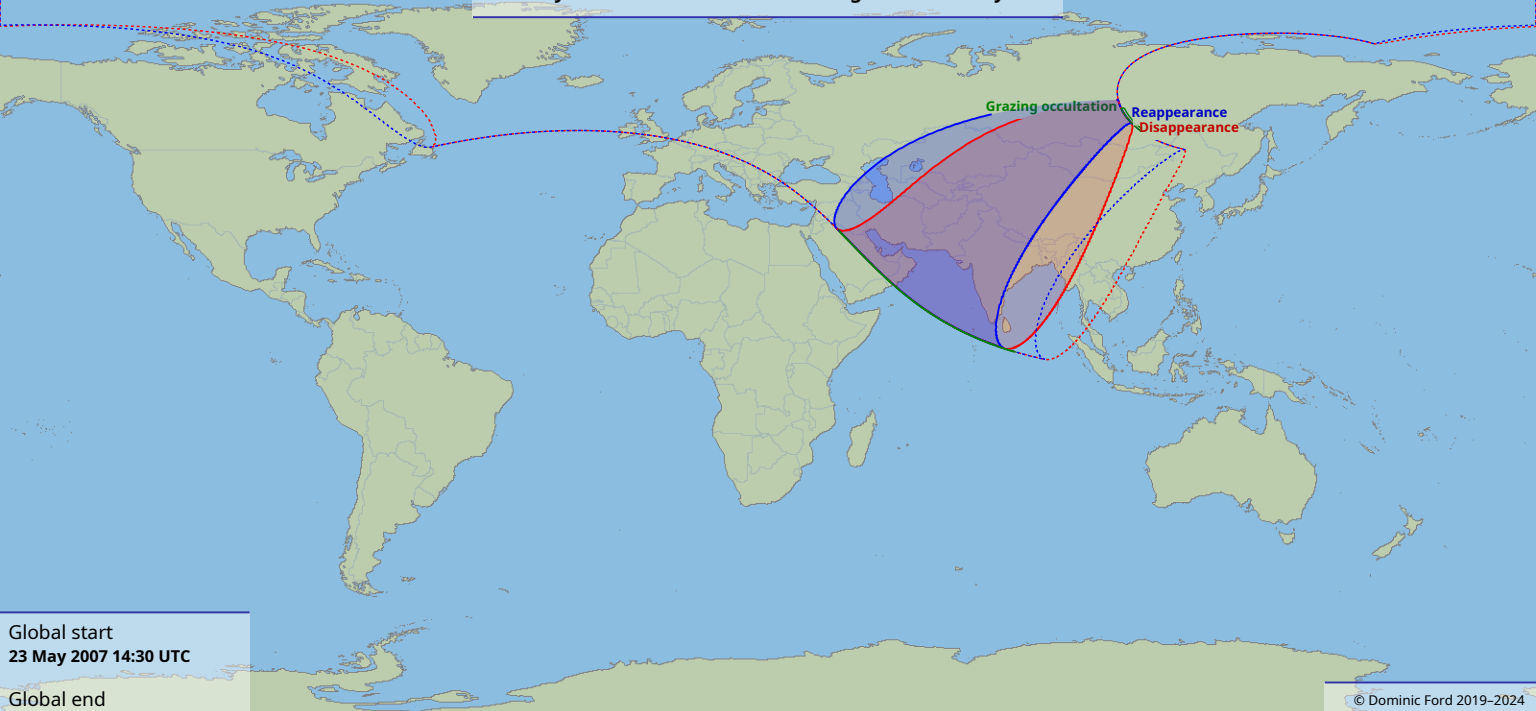 Grazing occultation
Reappearance
Disappearance
Global start
23 May 2007 14:30 UTC
Global end
© Dominic Ford 2019–2024